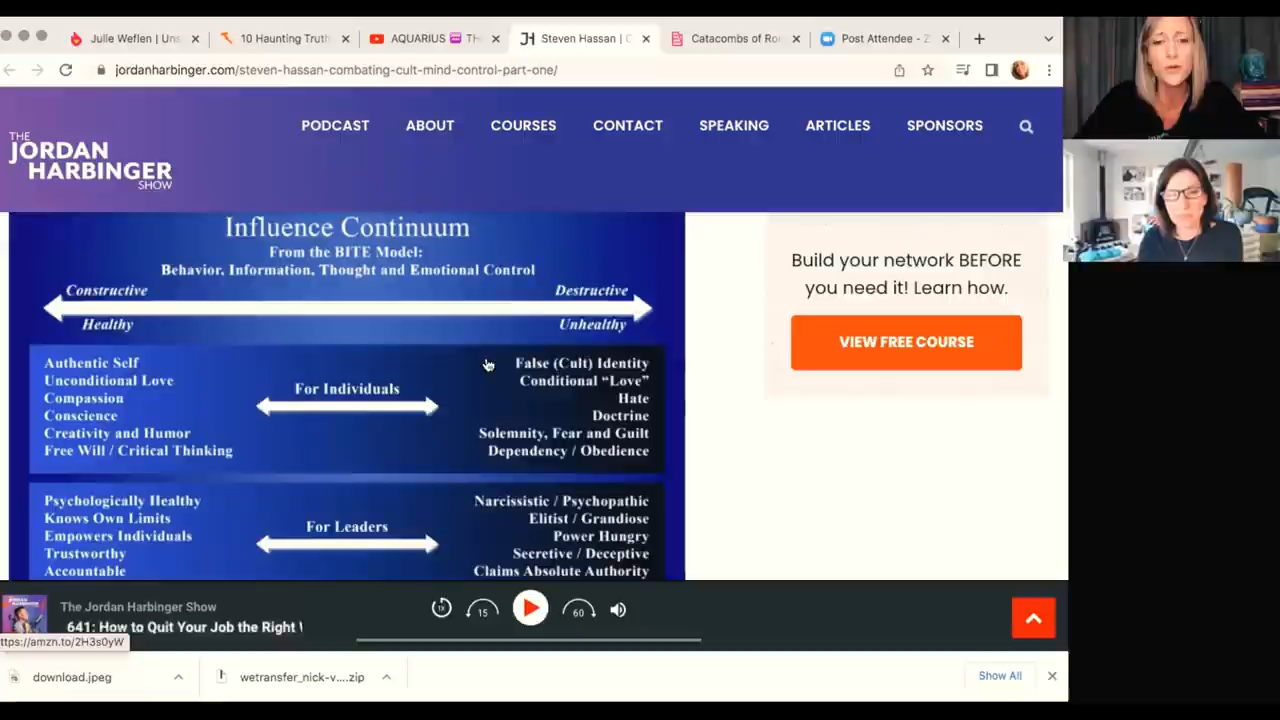 Julie Weflen | Uns
10 Haunting Truth
AQUARIUS
Steven Hassan | C
Catacombs of Ro
Post Attendee - Z
jordanharbinger.com/steven-hassan-combating-cult-mind-control-part-one/
THE
JORDAN
HARBINGER
SHOW
PODCAST
ABOUT
COURSES
CONTACT
SPEAKING
ARTICLES
SPONSORS
Influence Continuum
From the BITE Model:
Behavior, Information, Thought and Emotional Control
Constructive
Destructive
Healthy
Unhealthy
Authentic Self
Unconditional Love
Compassion
Conscience
Creativity and Humor
Free Will / Critical Thinking
For Individuals
False (Cult) Identity
Conditional “Love”
Hate
Doctrine
Solemnity, Fear and Guilt
Dependency / Obedience
Psychologically Healthy
Knows Own Limits
Empowers Individuals
Trustworthy
Accountable
For Leaders
Narcissistic / Psychopathic
Elitist / Grandiose
Power Hungry
Secretive / Deceptive
Claims Absolute Authority
Build your network BEFORE
you need it! Learn how.
VIEW FREE COURSE
The Jordan Harbinger Show
641: How to Quit Your Job the Right
1x
15
60
ttps://amzn.to/2H3s0yW
download.jpeg
wetransfer_nick-v....zip
Show All